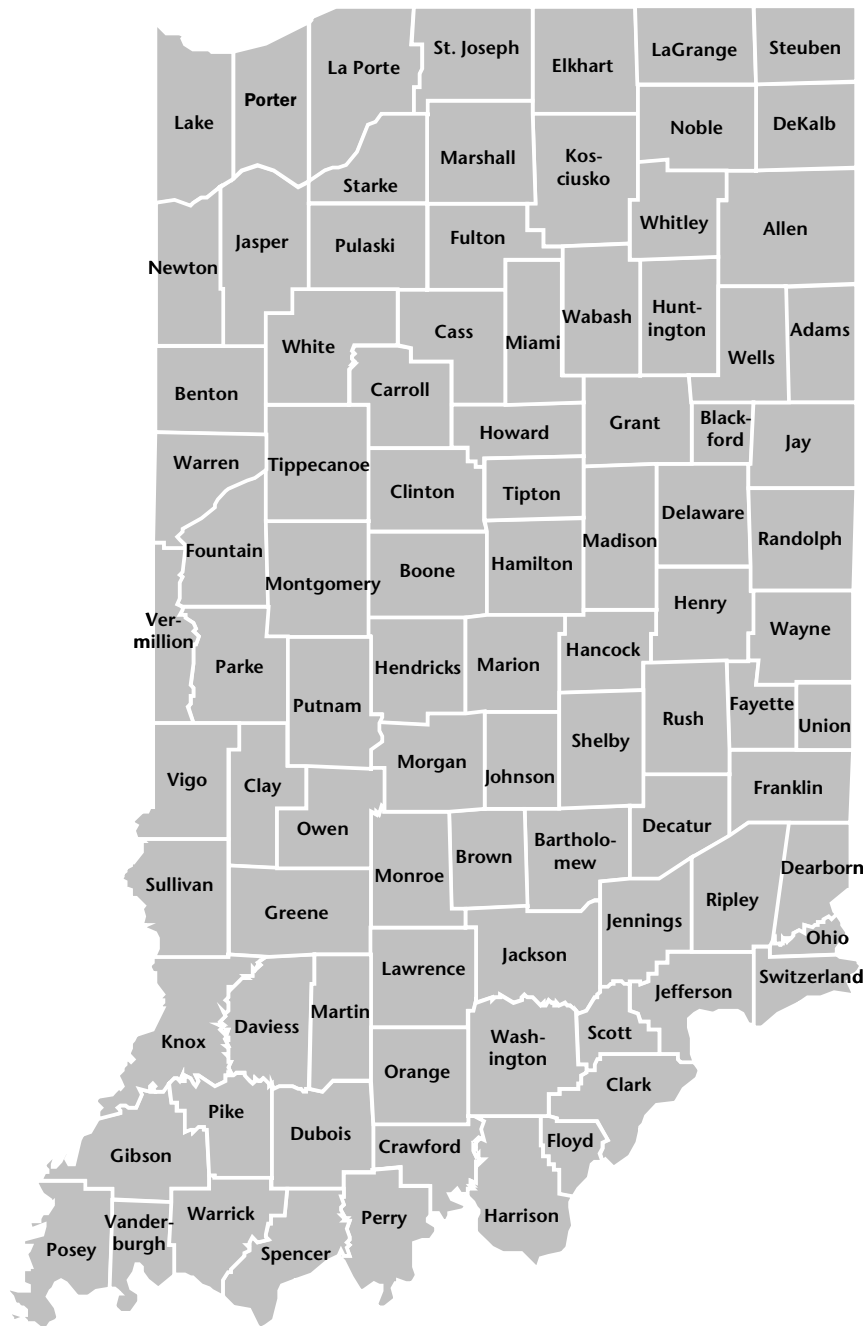 St. Joseph
LaGrange
Steuben
La Porte
Elkhart
Porter
Lake
Noble
DeKalb
Marshall
Kos-
ciusko
Starke
Whitley
Allen
Jasper
Pulaski
Fulton
Newton
Hunt-
ington
Wabash
Cass
Miami
Adams
White
Wells
Carroll
Benton
Grant
Black-
ford
Howard
Jay
Warren
Tippecanoe
Clinton
Tipton
Delaware
Fountain
Madison
Randolph
Boone
Hamilton
Montgomery
Henry
Ver-
million
Wayne
Parke
Hendricks
Marion
Hancock
Putnam
Fayette
Rush
Union
Shelby
Morgan
Johnson
Vigo
Clay
Franklin
Owen
Decatur
Bartholo-
mew
Brown
Dearborn
Sullivan
Monroe
Greene
Jennings
Ripley
Ohio
Jackson
Lawrence
Switzerland
Jefferson
Martin
Daviess
Knox
Wash-
ington
Scott
Orange
Clark
Pike
Dubois
Crawford
Floyd
Gibson
Warrick
Perry
Harrison
Vander-
burgh
Posey
Spencer